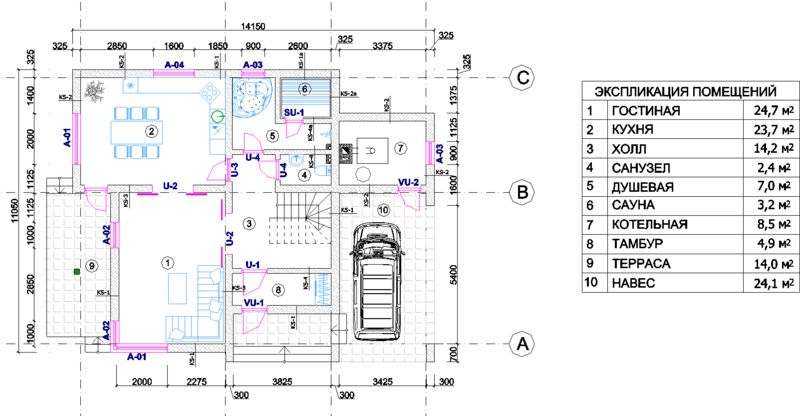 14150
325 2850 1600 1850 900 2600 325 3375 325
KS-2 KS-1 KS-1a
A-04 A-03
C
11050
325 1400 2000 1125 1125 1000 2850 1000
KS-2
A-01
2
6
KS-2a
SU-1
KS-4a
5
KS-4
U-4 U-4
U-3
4
KS-2
7
A-03
KS-2
VU-2
1375 1125 900 1600 5400 700
B
U-2
KS-3
KS-1
10
A-02
U-2
3
1
9
U-1
KS-1
KS-3
KS-4
8
VU-1
KS-1
A-02
A-01
KS-1
A
2000 2275 3825 3425
300 300 300
ЭКСПЛИКАЦИЯ ПОМЕЩЕНИЙ
1 ГОСТИНАЯ 24,7 м2
2 КУХНЯ 23,7 м2
3 ХОЛЛ 14,2 м2
4 САНУЗЕЛ 2,4 м2
5 ДУШЕВАЯ 7,0 м2
6 САУНА 3,2 м2
7 КОТЕЛЬНАЯ 8,5 м2
8 ТАМБУР 4,9 м2
9 ТЕРРАСА 14,0 м2
10 НАВЕС 24,1 м2